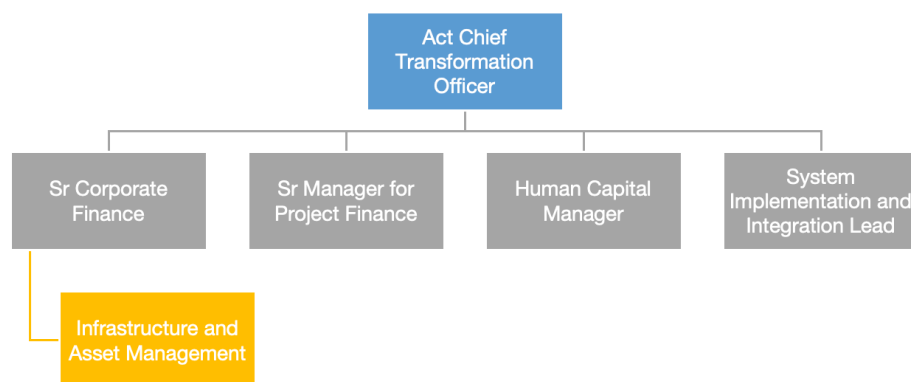 Act Chief
Transformation
Officer
Sr Corporate
Finance
Sr Manager for
Project Finance
Human Capital
Manager
System
Implementation and
Integration Lead
Infrastructure and
Asset Management